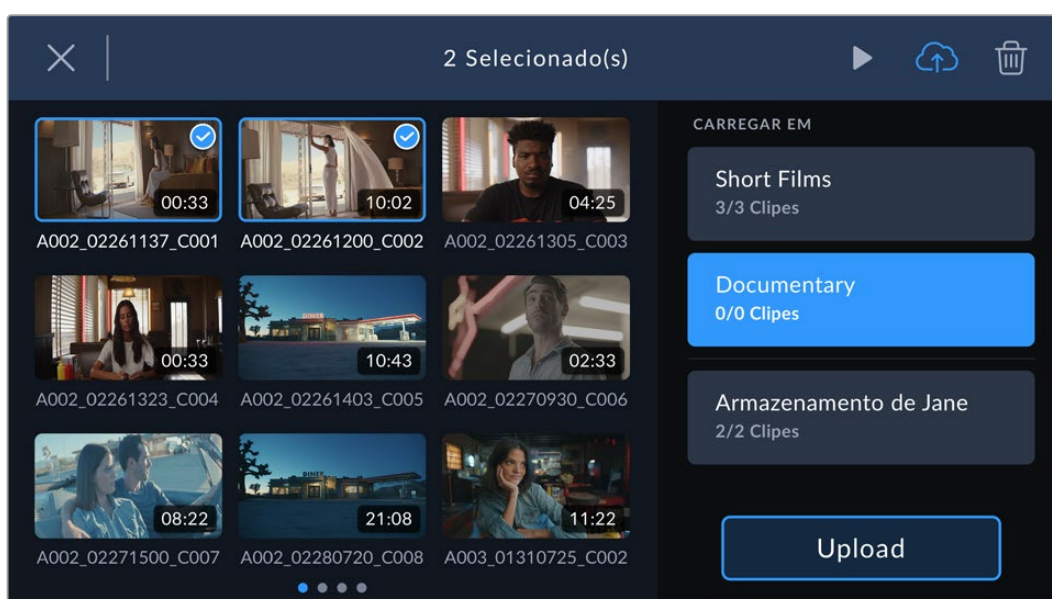 2 Selecionado(s)
00:33
10:02
04:25
A002_02261137_C001
A002_02261200_C002
A002_02261305_C003
DINER
00:33
10:43
02:33
A002_02261323_C004
A002_02261403_C005
A002_02270930_C006
DINER
08:22
21:08
11:22
A002_02271500_C007
A002_02280720_C008
A003_01310725_C002
CARREGAR EM
Short Films
3/3 Clipes
Documentary
0/0 Clipes
Armazenamento de Jane
2/2 Clipes
Upload